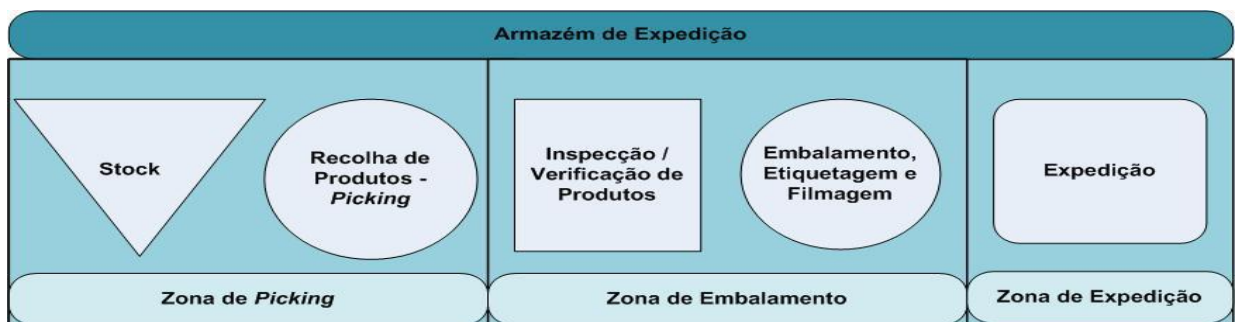 Armazém de Expedição
Stock
Recolha de
Produtos -
Picking
Inspecção /
Verificação de
Produtos
Embalamento,
Etiquetagem e
Filmagem
Expedição
Zona de Picking
Zona de Embalamento
Zona de Expedição